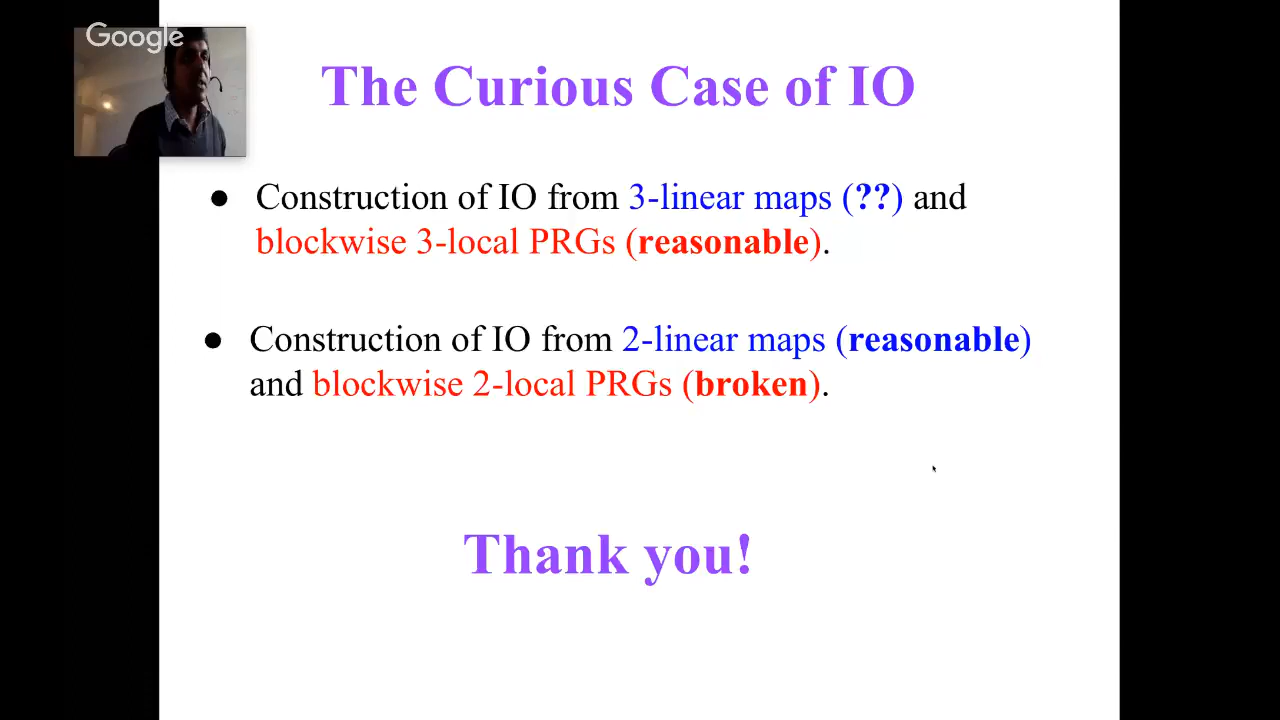 Google
The Curious Case of IO
● Construction of IO from 3-linear maps (??) and
blockwise 3-local PRGs (reasonable).
● Construction of IO from 2-linear maps (reasonable)
and blockwise 2-local PRGs (broken).
Thank you!